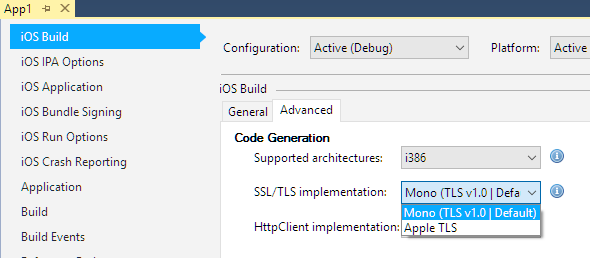 App1
iOS Build
iOS IPA Options
iOS Application
iOS Bundle Signing
iOS Run Options
iOS Crash Reporting
Application
Build
Build Events
Configuration: Active (Debug) Platform: Active
iOS Build
General Advanced
Code Generation
Supported architectures: i386
SSL/TLS implementation: Mono (TLS v1.0 | Defa
Mono (TLS v1.0 | Default)
Apple TLS
HttpClient implementation: